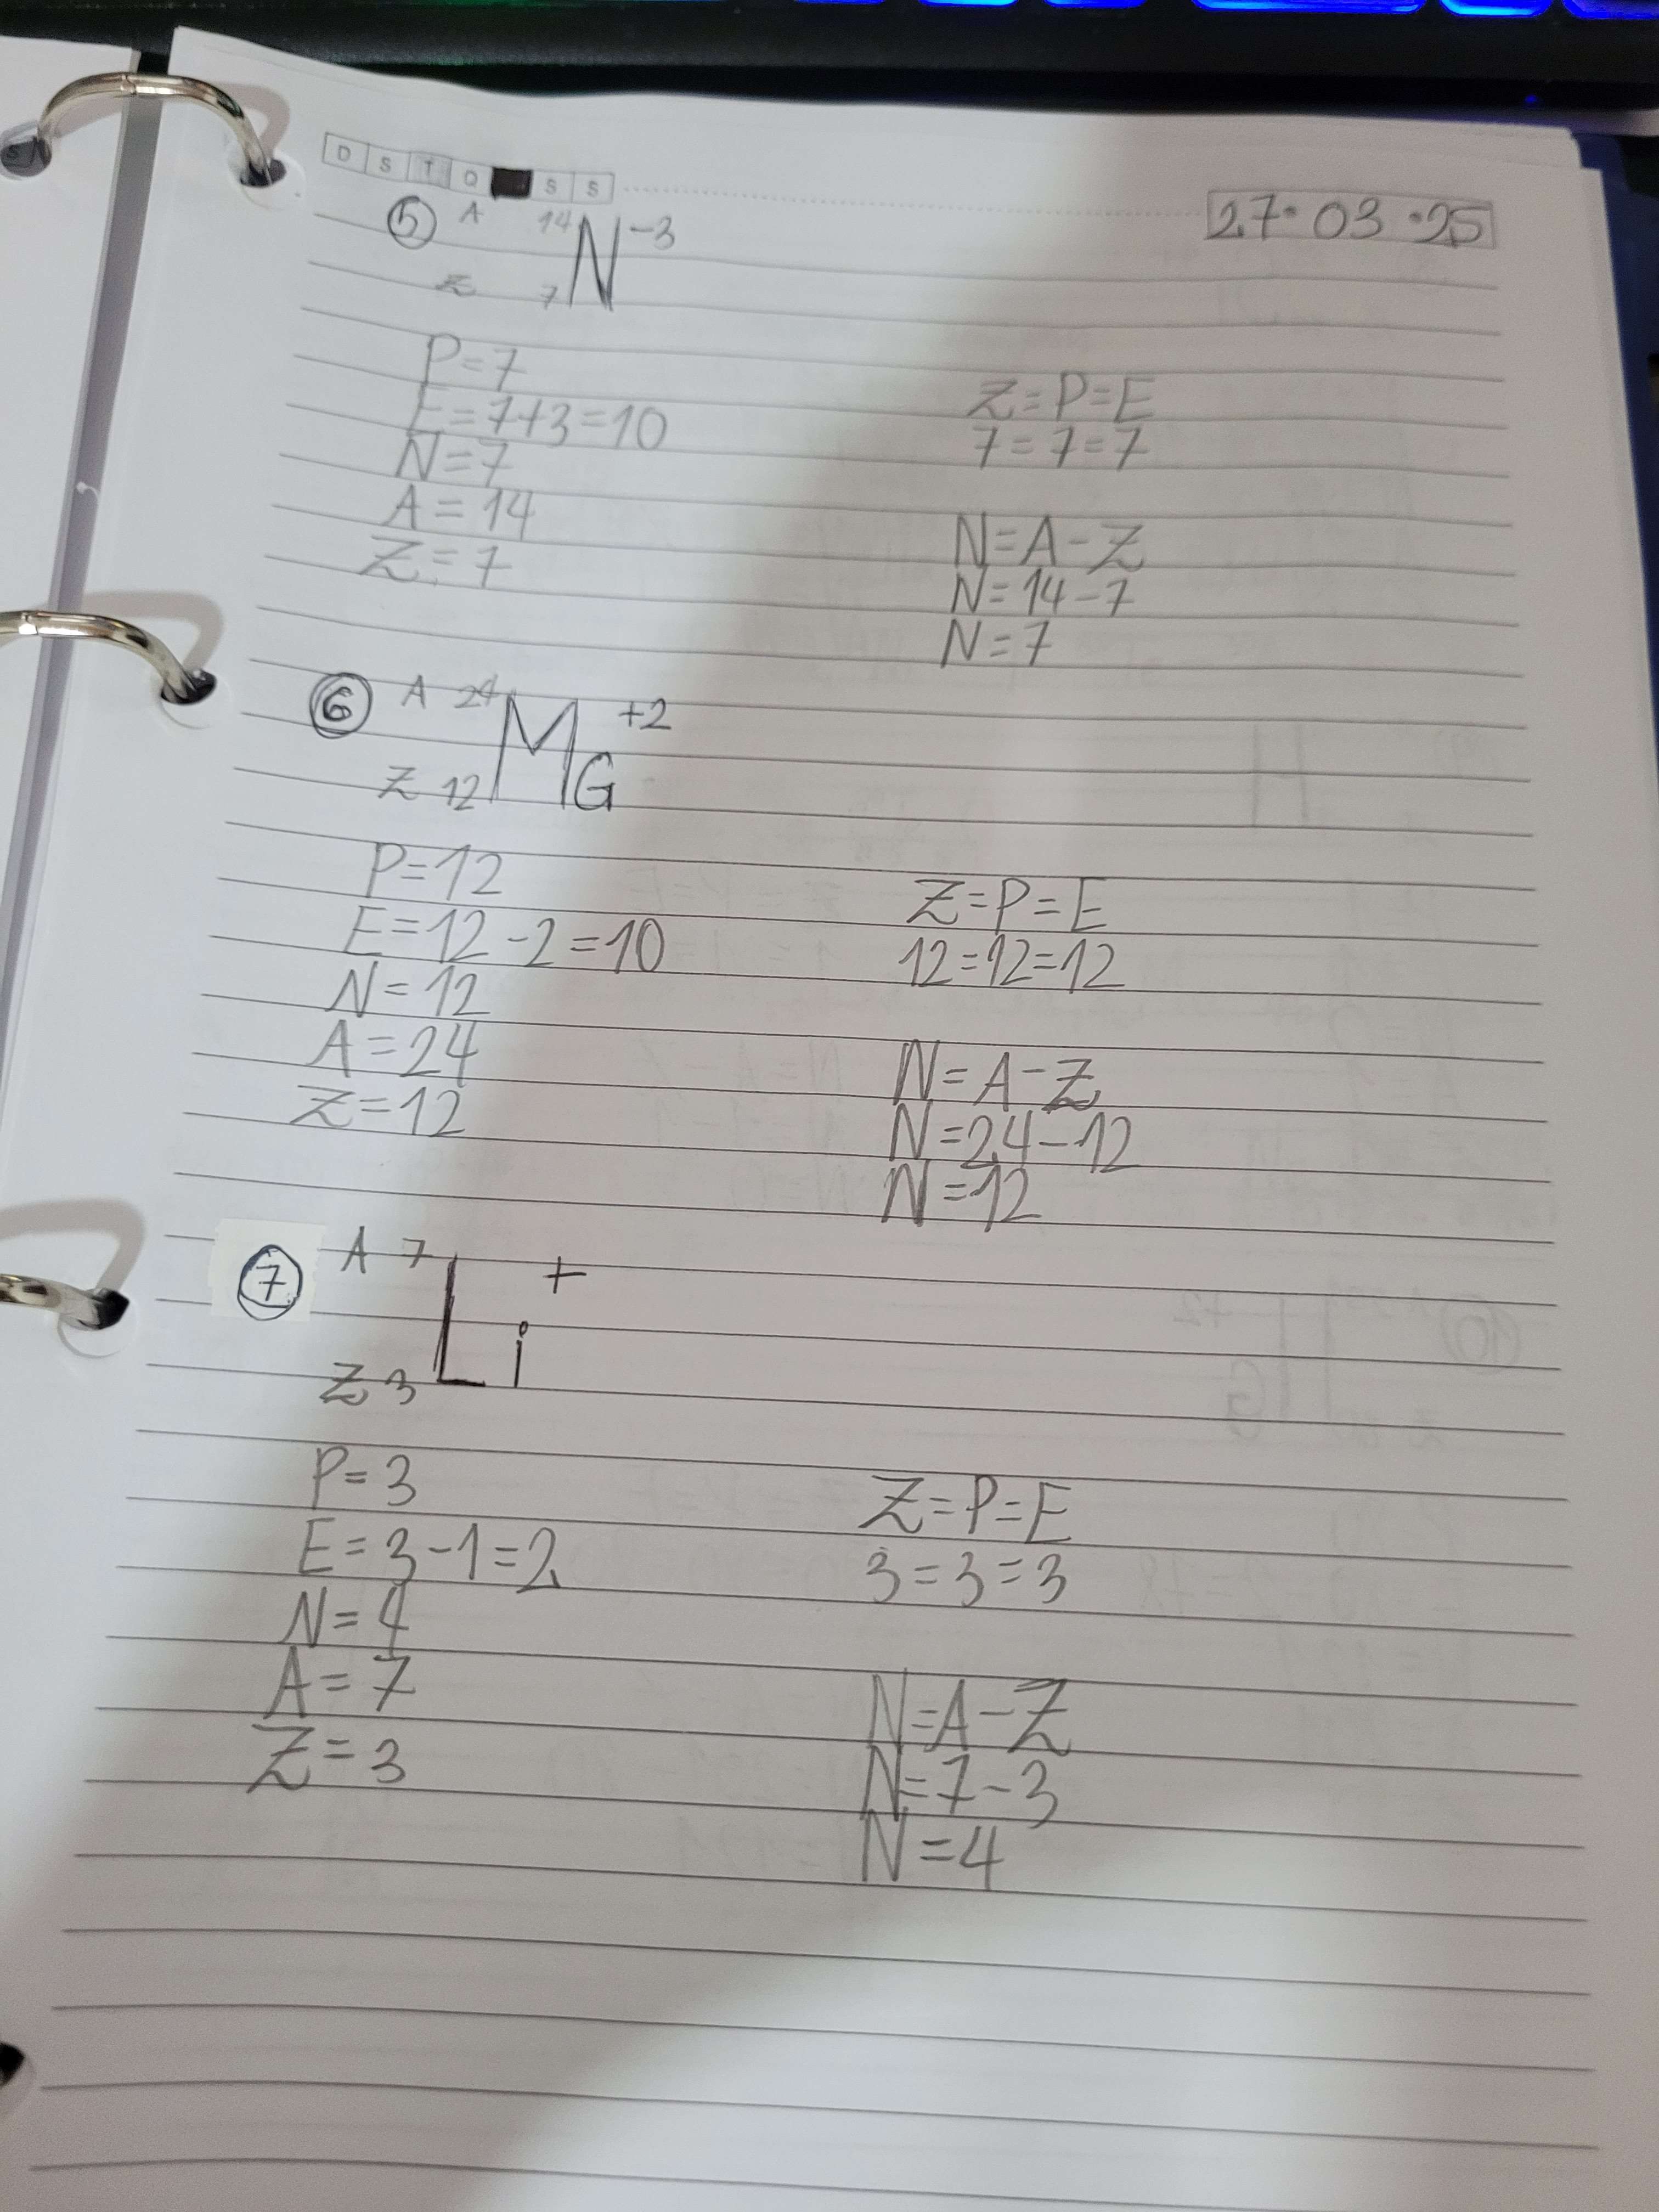 D S T Q S S
27.03.25
5 A 14 N -3
Z 7
P=7
E=7+3=10
N=7
A=14
Z=7
Z=P=E
7=7=7
N=A-Z
N=14-7
N=7
6 A 24 MG +2
Z 12
P=12
E=12-2=10
N=12
A=24
Z=12
Z=P=E
12=12=12
N=A-Z
N=24-12
N=12
7 A 7 Li +
Z 3
P=3
E=3-1=2
N=4
A=7
Z=3
Z=P=E
3=3=3
N=A-Z
N=7-3
N=4